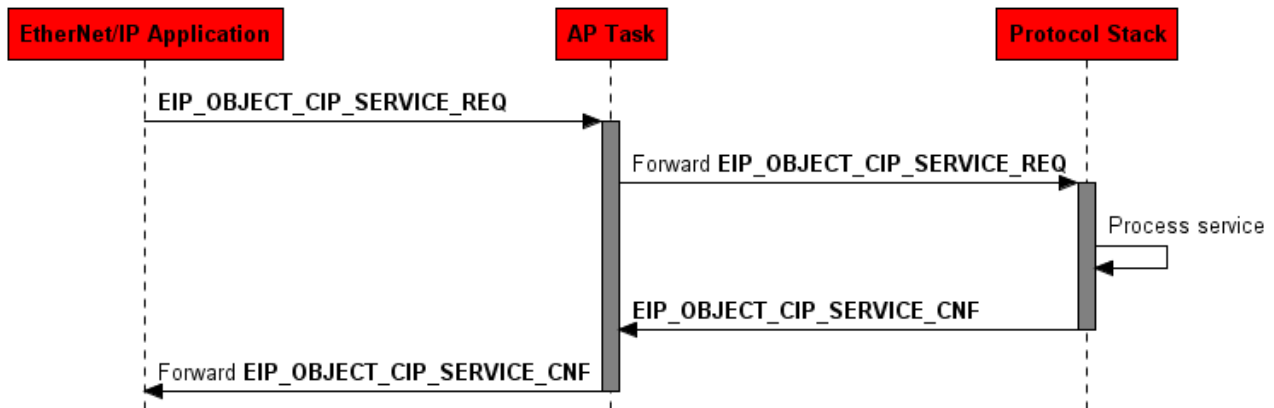 EtherNet/IP Application
AP Task
Protocol Stack
EIP_OBJECT_CIP_SERVICE_REQ
Forward EIP_OBJECT_CIP_SERVICE_REQ
Process service
EIP_OBJECT_CIP_SERVICE_CNF
Forward EIP_OBJECT_CIP_SERVICE_CNF